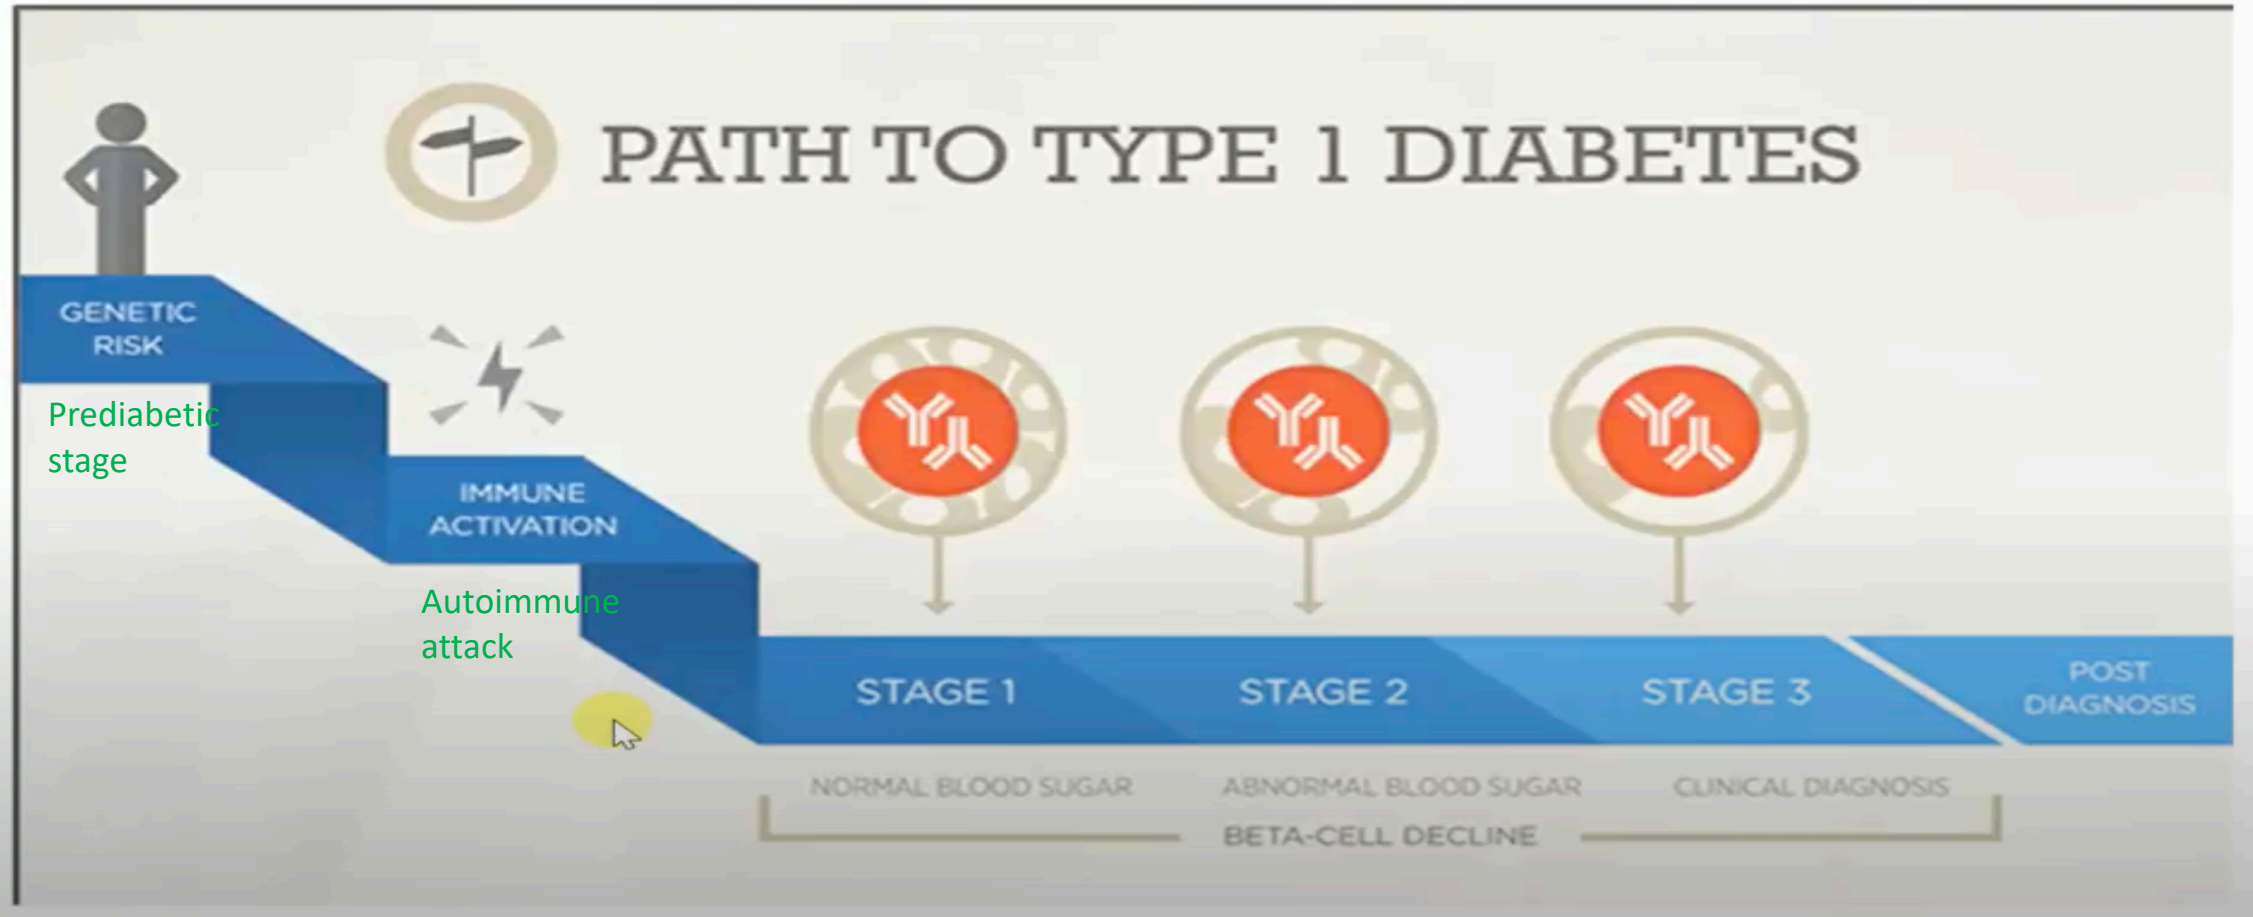 PATH TO TYPE 1 DIABETES
GENETIC
RISK
Prediabetic
stage
IMMUNE
ACTIVATION
Autoimmune
attack
STAGE 1
STAGE 2
STAGE 3
POST
DIAGNOSIS
NORMAL BLOOD SUGAR
ABNORMAL BLOOD SUGAR
CLINICAL DIAGNOSIS
BETA-CELL DECLINE